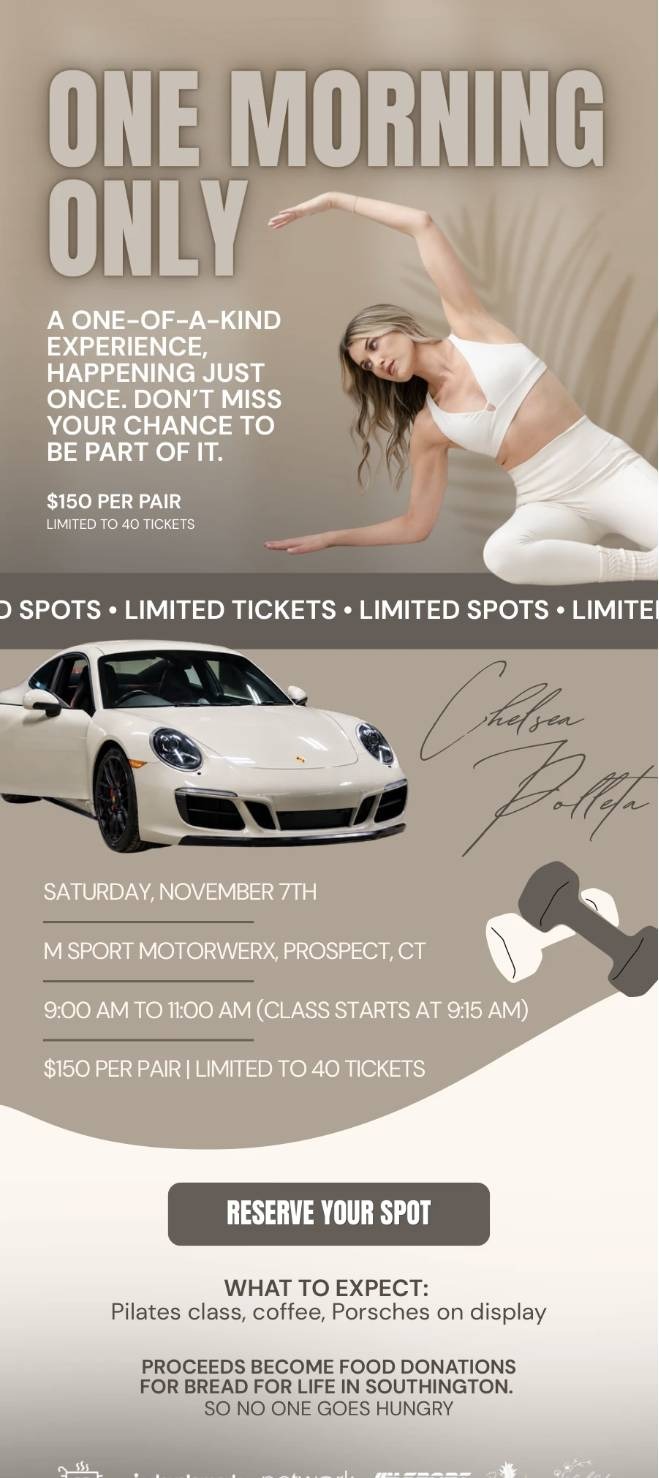 ONE MORNING
ONLY
A ONE-OF-A-KIND
EXPERIENCE,
HAPPENING JUST
ONCE. DON'T MISS
YOUR CHANCE TO
BE PART OF IT.
$150 PER PAIR
LIMITED TO 40 TICKETS
D SPOTS • LIMITED TICKETS • LIMITED SPOTS • LIMITE
Chelsea
Polleta
SATURDAY, NOVEMBER 7TH
M SPORT MOTORWERX, PROSPECT, CT
9:00 AM TO 11:00 AM (CLASS STARTS AT 9:15 AM)
$150 PER PAIR | LIMITED TO 40 TICKETS
RESERVE YOUR SPOT
WHAT TO EXPECT:
Pilates class, coffee, Porsches on display
PROCEEDS BECOME FOOD DONATIONS
FOR BREAD FOR LIFE IN SOUTHINGTON.
SO NO ONE GOES HUNGRY